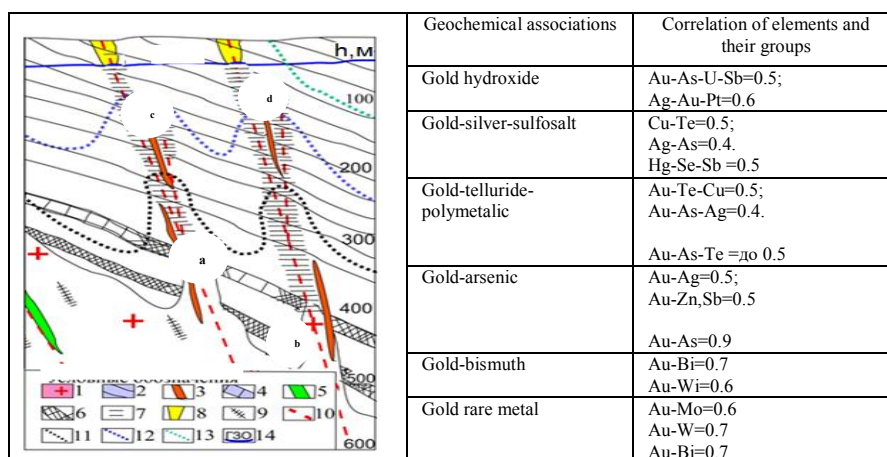 h,м
100
200
300
400
500
600
c
d
a
b
1 2 3 4 5
6 7 8 9 10
11 12 13 ГЗО 14
Geochemical associations
Correlation of elements and
their groups
Gold hydroxide
Au-As-U-Sb=0.5;
Ag-Au-Pt=0.6
Gold-silver-sulfosalt
Cu-Te=0.5;
Ag-As=0.4.
Hg-Se-Sb =0.5
Gold-telluride-
polymetalic
Au-Te-Cu=0.5;
Au-As-Ag=0.4.
Au-As-Te =до 0.5
Gold-arsenic
Au-Ag=0.5;
Au-Zn,Sb=0.5
Au-As=0.9
Gold-bismuth
Au-Bi=0.7
Au-Wi=0.6
Gold rare metal
Au-Mo=0.6
Au-W=0.7
Au-Bi=0.7